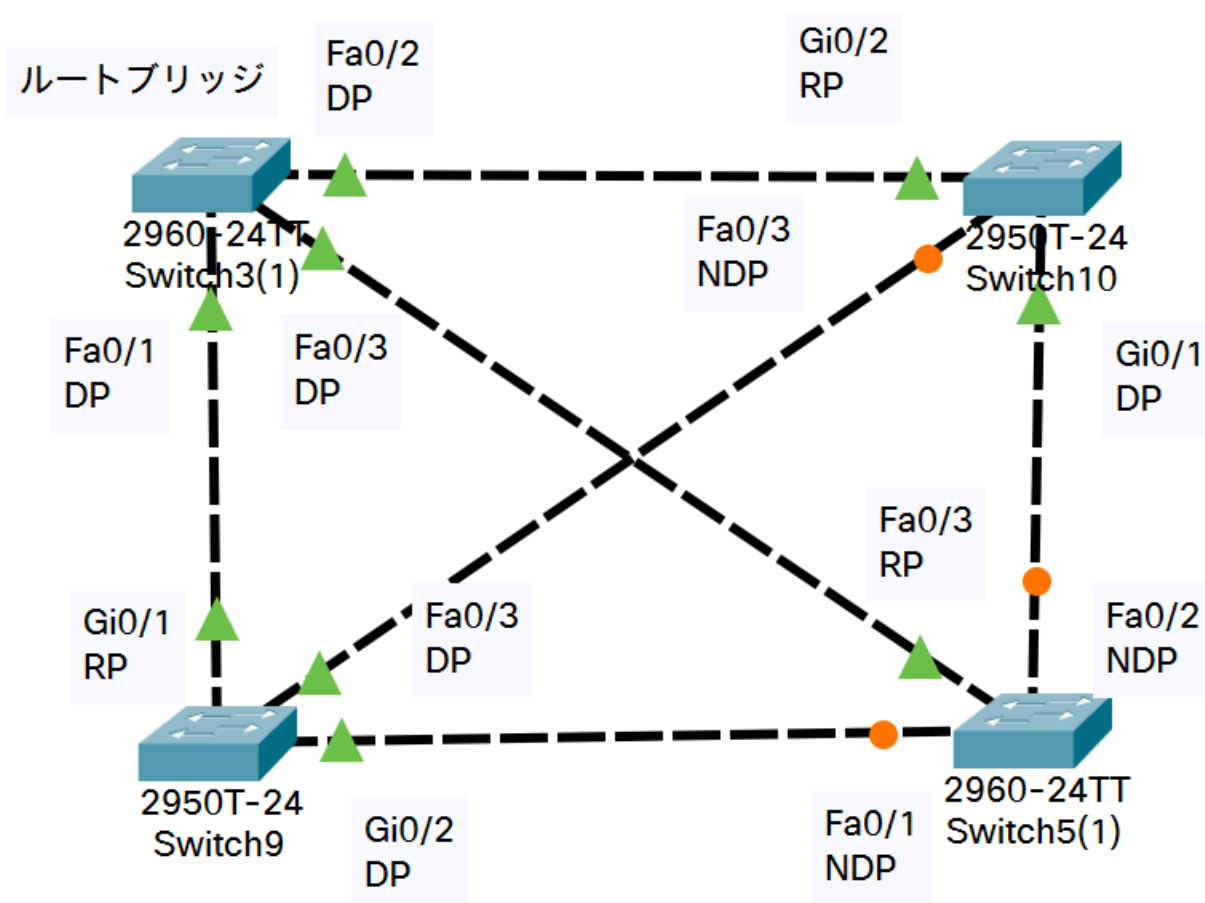 ルートブリッジ
Fa0/2
DP
Gi0/2
RP
2960-24TT
Switch3(1)
Fa0/3
NDP
2950T-24
Switch10
Fa0/1
DP
Fa0/3
DP
Gi0/1
DP
Fa0/3
RP
Gi0/1
RP
Fa0/3
DP
Fa0/2
NDP
2950T-24
Switch9
Gi0/2
DP
Fa0/1
NDP
2960-24TT
Switch5(1)